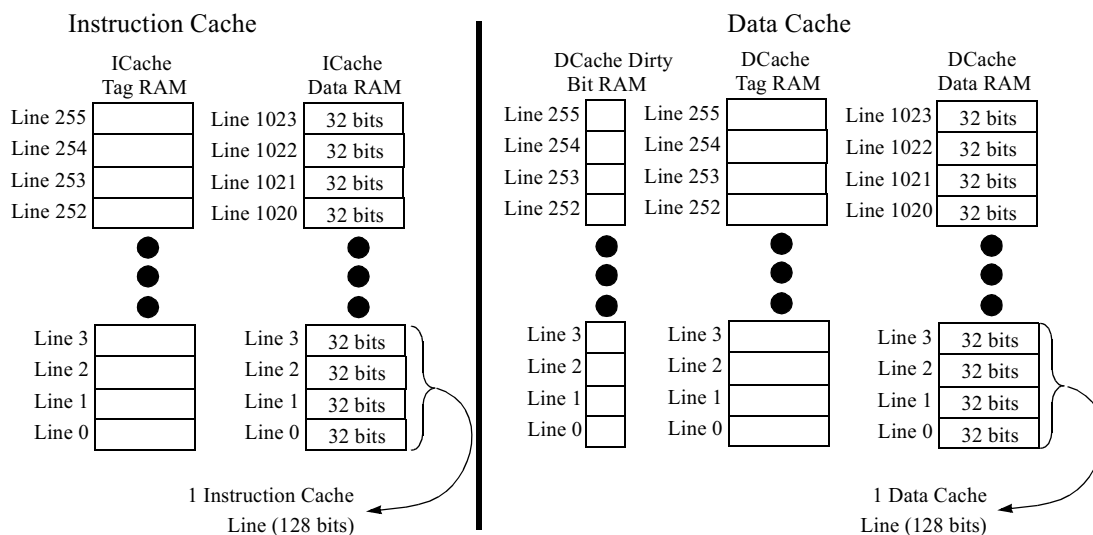 Instruction Cache
ICache
Tag RAM
ICache
Data RAM
Line 255
Line 254
Line 253
Line 252
Line 1023 32 bits
Line 1022 32 bits
Line 1021 32 bits
Line 1020 32 bits
Line 3
Line 2
Line 1
Line 0
Line 3 32 bits
Line 2 32 bits
Line 1 32 bits
Line 0 32 bits
1 Instruction Cache
Line (128 bits)
Data Cache
DCache Dirty
Bit RAM
DCache
Tag RAM
DCache
Data RAM
Line 255
Line 254
Line 253
Line 252
Line 255
Line 254
Line 253
Line 252
Line 1023 32 bits
Line 1022 32 bits
Line 1021 32 bits
Line 1020 32 bits
Line 3
Line 2
Line 1
Line 0
Line 3
Line 2
Line 1
Line 0
Line 3 32 bits
Line 2 32 bits
Line 1 32 bits
Line 0 32 bits
1 Data Cache
Line (128 bits)